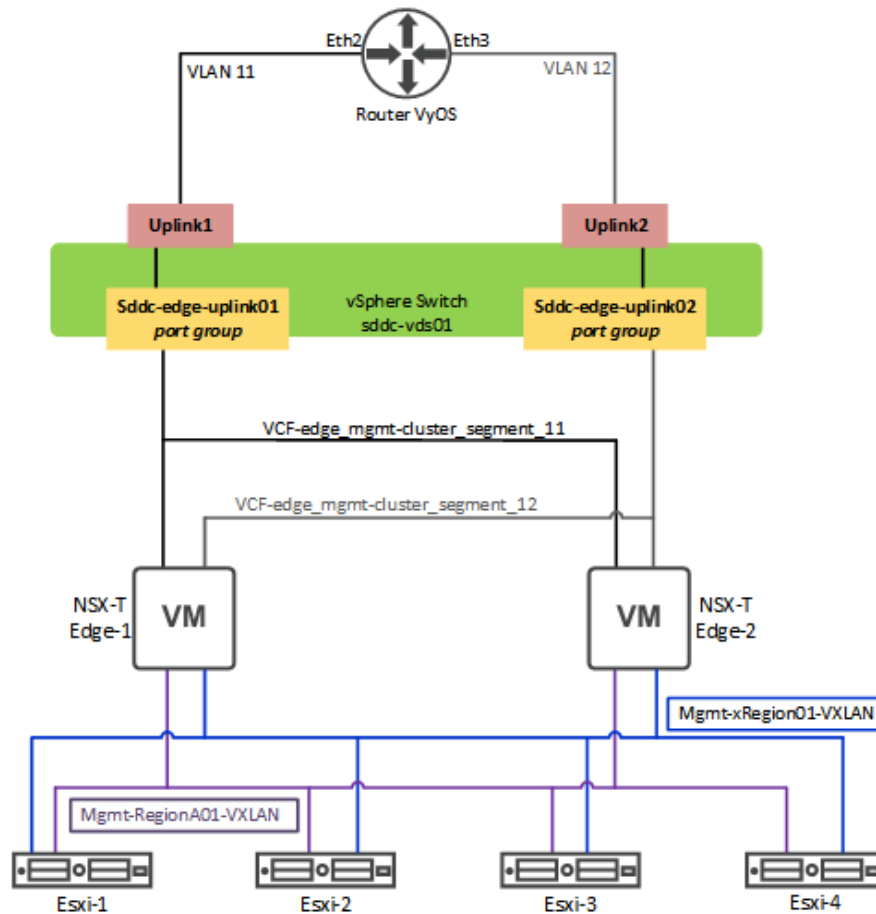 Eth2
Eth3
VLAN 11
VLAN 12
Router VyOS
Uplink1
Uplink2
Sddc-edge-uplink01
port group
vSphere Switch
sddc-vds01
Sddc-edge-uplink02
port group
VCF-edge_mgmt-cluster_segment_11
VCF-edge_mgmt-cluster_segment_12
NSX-T
Edge-1
VM
VM
NSX-T
Edge-2
Mgmt-xRegion01-VXLAN
Mgmt-RegionA01-VXLAN
Esxi-1
Esxi-2
Esxi-3
Esxi-4